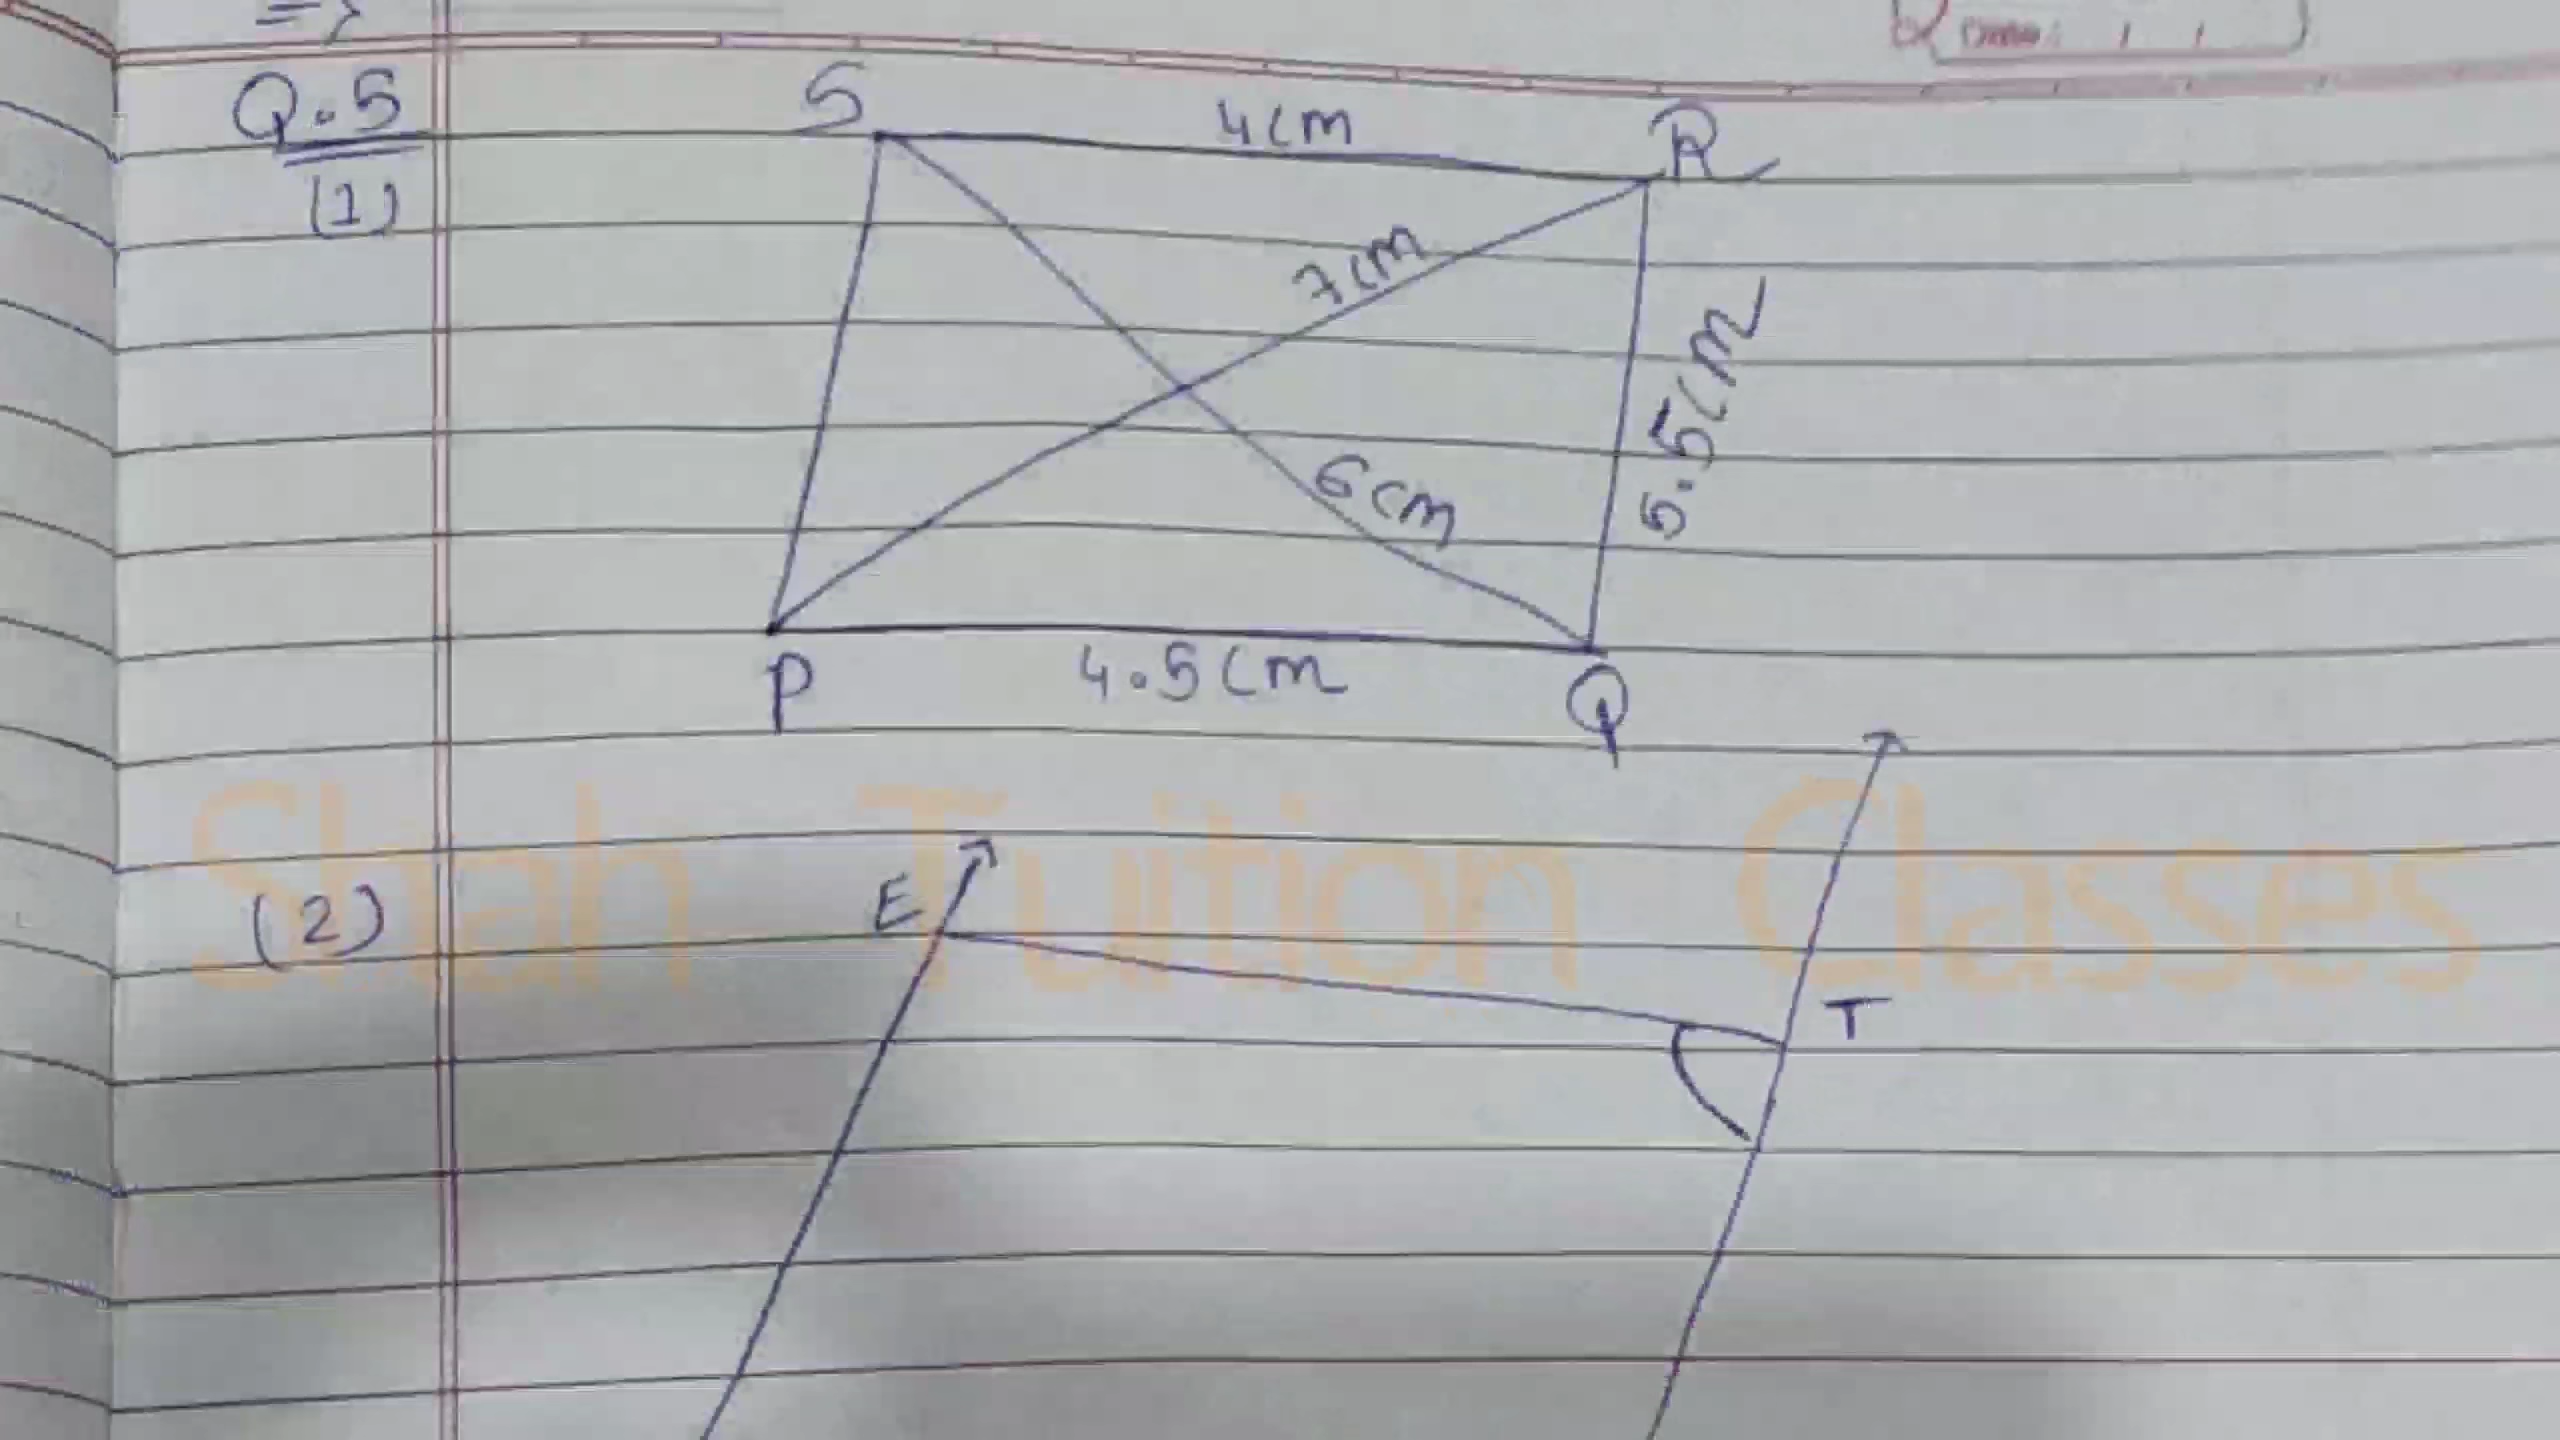 Q.5
(1)
S
4cm
R
7cm
5.5cm
6cm
P
4.5cm
Q
Shah Tuition Classes
(2)
E
T